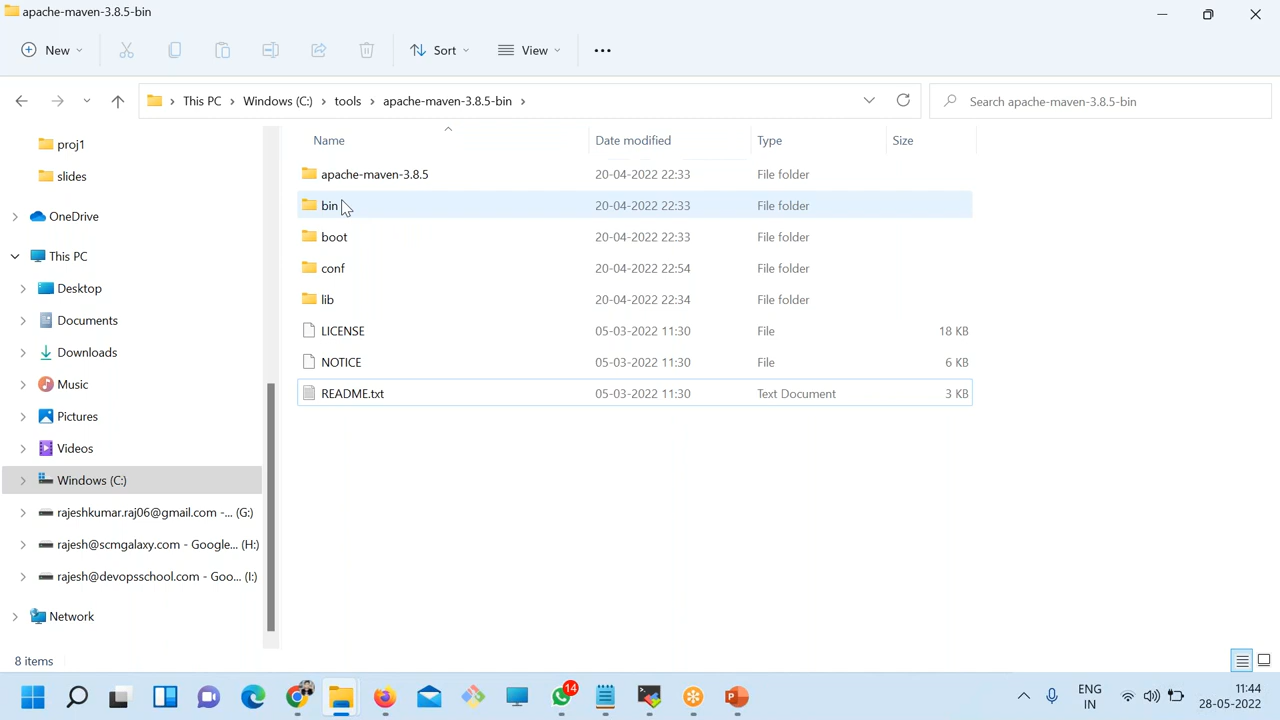 apache-maven-3.8.5-bin
New Sort View
This PC Windows (C:) tools apache-maven-3.8.5-bin Search apache-maven-3.8.5-bin
Name Date modified Type Size
proj1
slides
OneDrive
This PC
Desktop
Documents
Downloads
Music
Pictures
Videos
Windows (C:)
rajeshkumar.raj06@gmail.com -... (G:)
rajesh@scmgalaxy.com - Google... (H:)
rajesh@devopsschool.com - Goo... (I:)
Network
apache-maven-3.8.5 20-04-2022 22:33 File folder
bin 20-04-2022 22:33 File folder
boot 20-04-2022 22:33 File folder
conf 20-04-2022 22:54 File folder
lib 20-04-2022 22:34 File folder
LICENSE 05-03-2022 11:30 File 18 KB
NOTICE 05-03-2022 11:30 File 6 KB
README.txt 05-03-2022 11:30 Text Document 3 KB
8 items
14
ENG
IN
11:44
28-05-2022